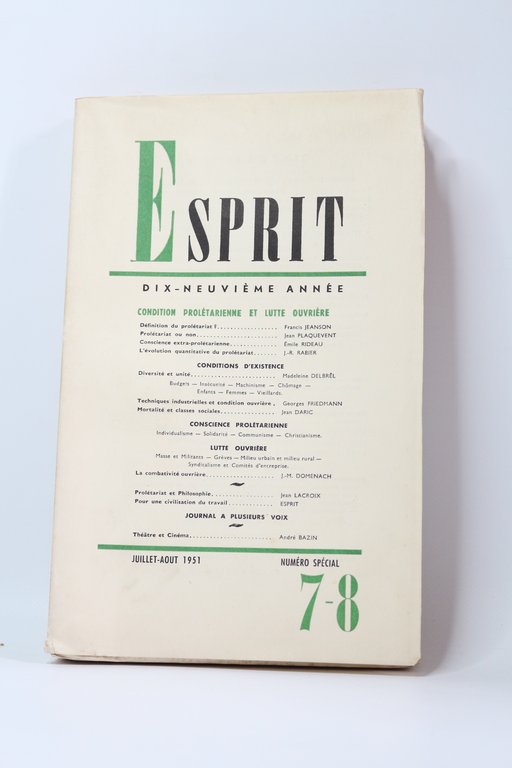 ESPRIT
DIX-NEUVIÈME ANNÉE
CONDITION PROLÉTARIENNE ET LUTTE OUVRIÈRE
Définition du prolétariat ? .................. Francis JEANSON
Prolétariat ou non........................ Jean PLAQUEVENT
Conscience extra-prolétarienne.............. Émile RIDEAU
L'évolution quantitative du prolétariat....... J.-R. RABIER
CONDITIONS D'EXISTENCE
Diversité et unité......................... Madeleine DELBRÊL
Budgets — Insécurité — Machinisme — Chômage —
Enfants — Femmes — Vieillards.
Techniques industrielles et condition ouvrière . Georges FRIEDMANN
Mortalité et classes sociales................ Jean DARIC
CONSCIENCE PROLÉTARIENNE
Individualisme — Solidarité — Communisme — Christianisme.
LUTTE OUVRIÈRE
Masse et Militants — Grèves — Milieu urbain et milieu rural —
Syndicalisme et Comités d'entreprise.
La combativité ouvrière.................... J.-M. DOMENACH
Prolétariat et Philosophie.................. Jean LACROIX
Pour une civilisation du travail............. ESPRIT
JOURNAL A PLUSIEURS VOIX
Théâtre et Cinéma......................... André BAZIN
JUILLET-AOUT 1951 NUMÉRO SPÉCIAL
7-8